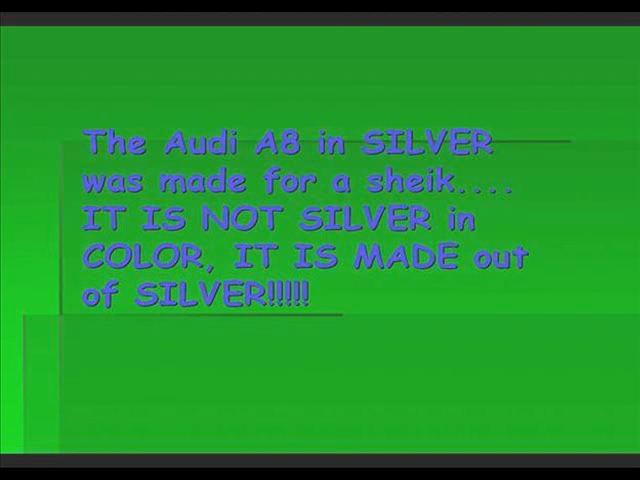 The Audi A8 in SILVER
was made for a sheik....
IT IS NOT SILVER in
COLOR, IT IS MADE out
of SILVER!!!!!